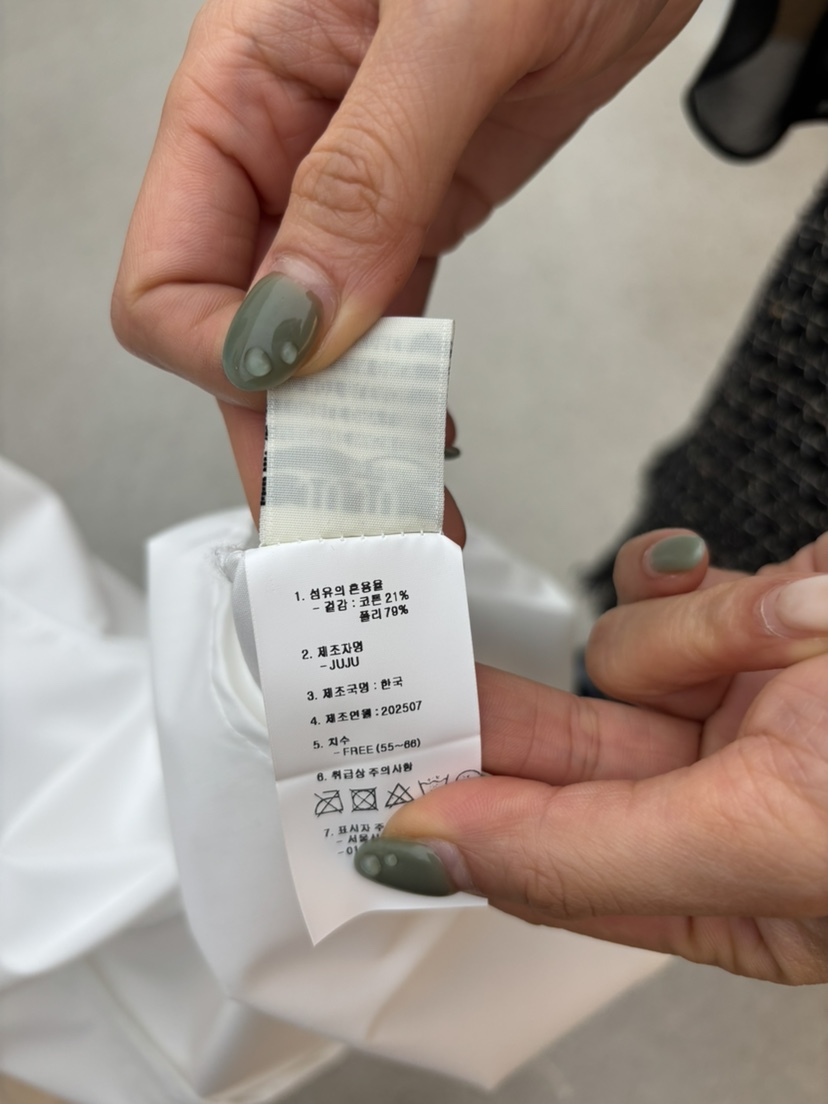 1. 섬유의 혼용율
- 겉감 : 코튼 21%
폴리 79%
2. 제조자명
- JUJU
3. 제조국명 : 한국
4. 제조연월 : 202507
5. 치수
- FREE (55~66)
6. 취급상 주의사항
7. 표시자